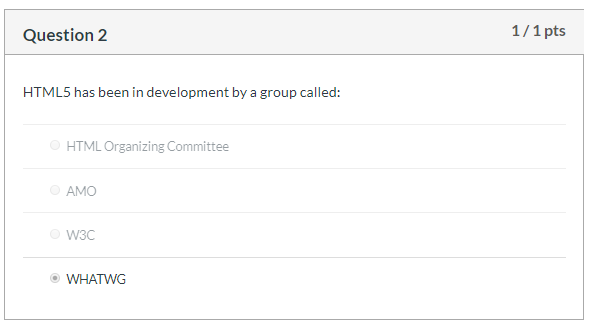 Question 2
1 / 1 pts
HTML5 has been in development by a group called:
HTML Organizing Committee
AMO
W3C
WHATWG